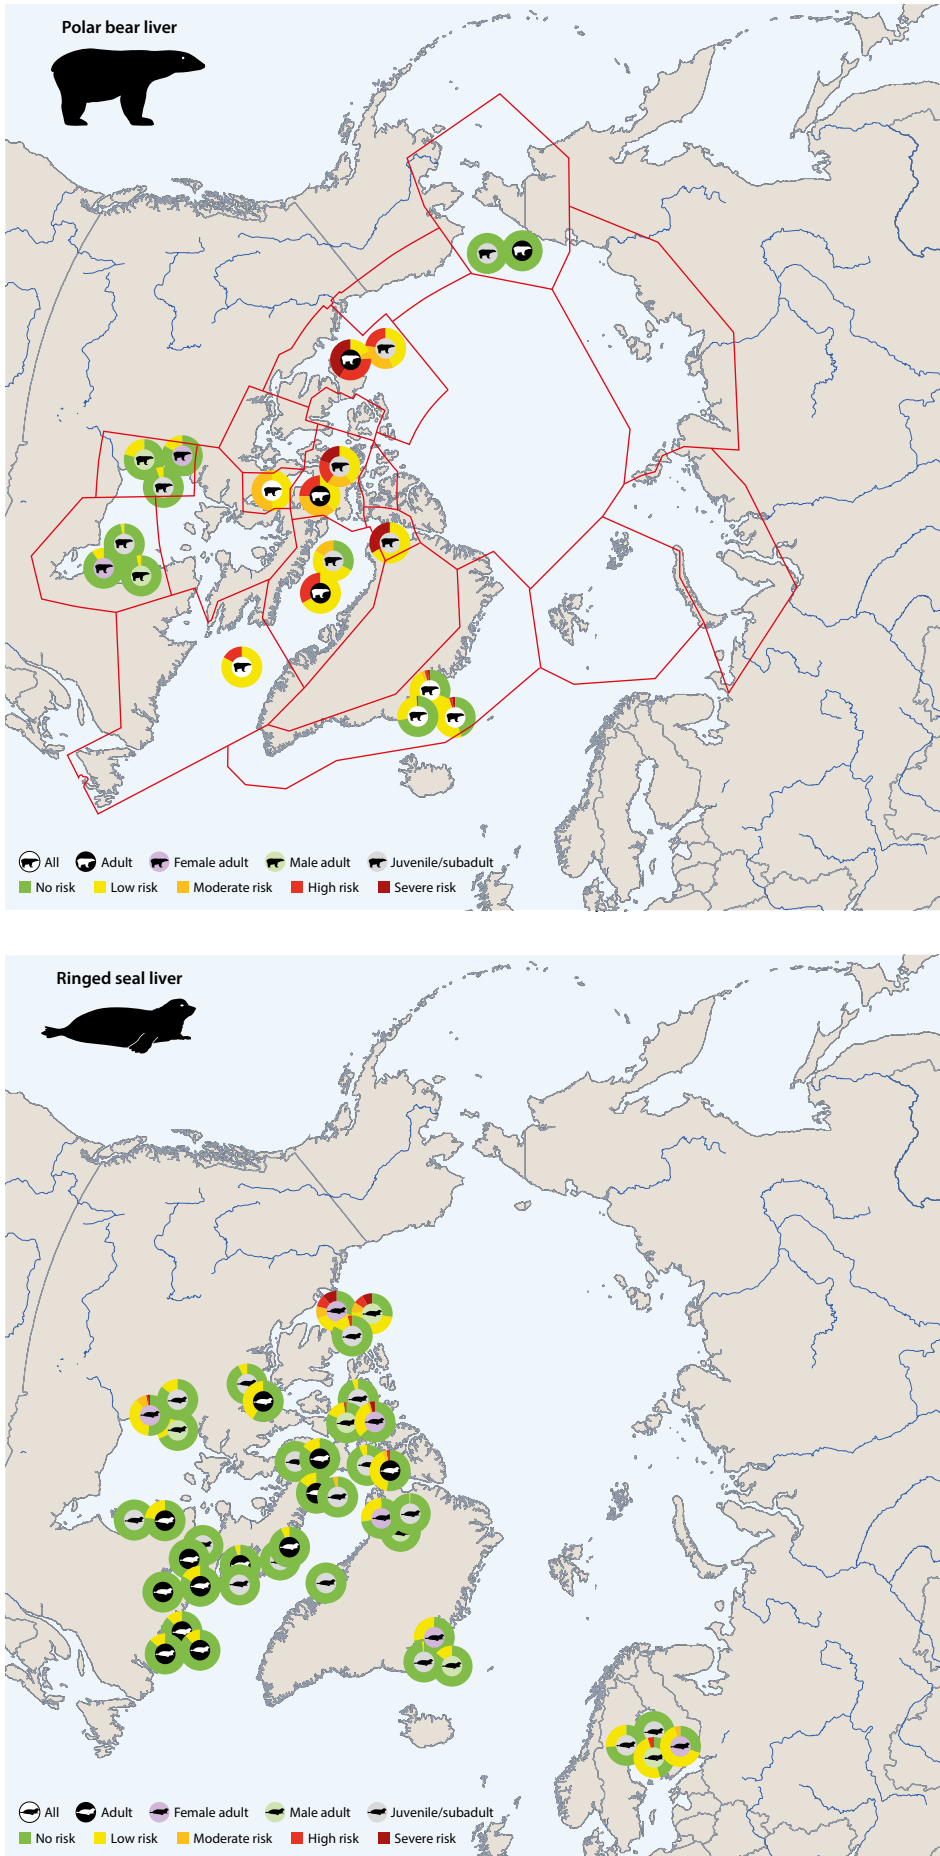 Polar bear liver
All Adult Female adult Male adult Juvenile/subadult
No risk Low risk Moderate risk High risk Severe risk
Ringed seal liver
All Adult Female adult Male adult Juvenile/subadult
No risk Low risk Moderate risk High risk Severe risk